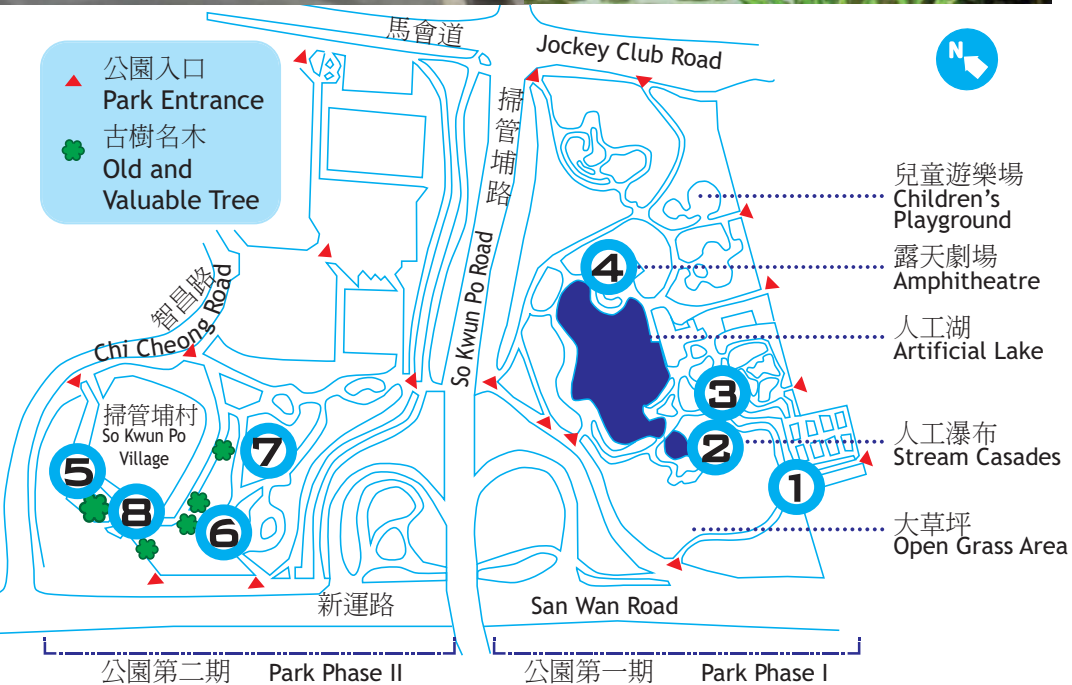 馬會道
Jockey Club Road
N
公園入口
Park Entrance
古樹名木
Old and
Valuable Tree
掃管埔路
So Kwun Po Road
兒童遊樂場
Children's
Playground
露天劇場
Amphitheatre
人工湖
Artificial Lake
人工瀑布
Stream Casades
大草坪
Open Grass Area
智昌路
Chi Cheong Road
掃管埔村
So Kwun Po
Village
4
3
2
1
7
5
8
6
新運路
San Wan Road
公園第二期 Park Phase II
公園第一期 Park Phase I